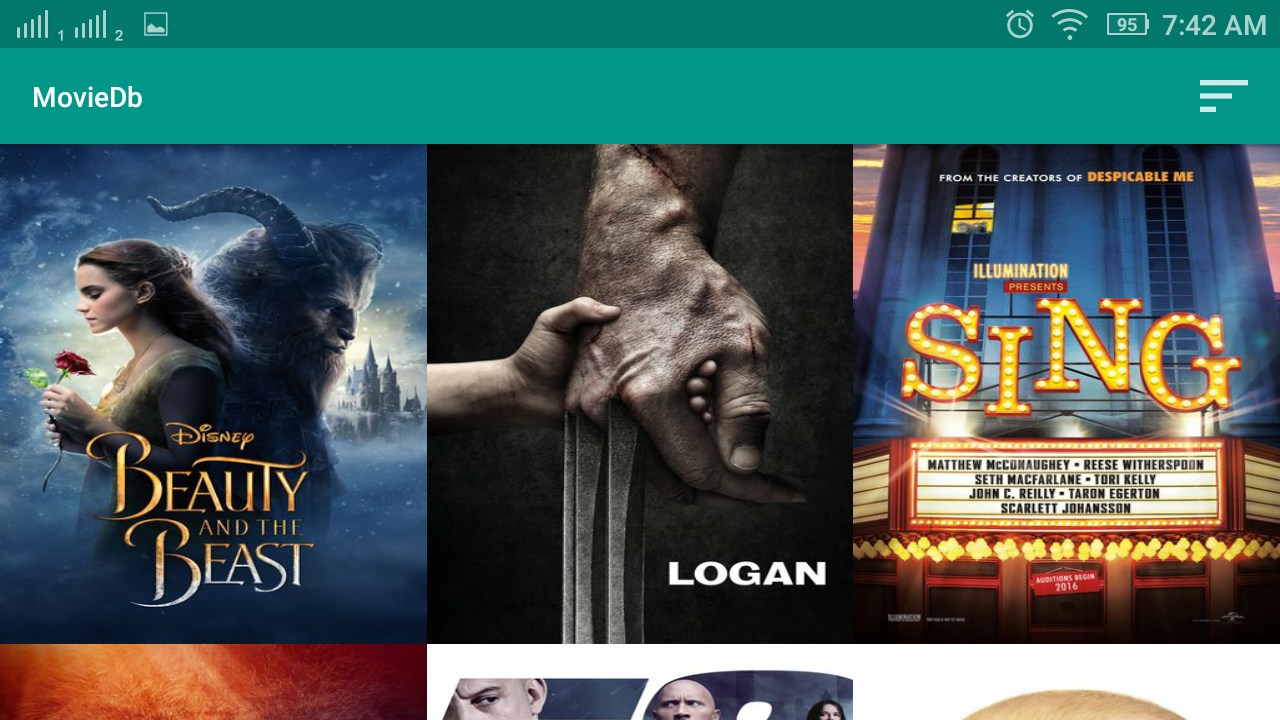 1 2 95 7:42 AM
MovieDb
DISNEY
BEAUTY
AND THE
BEAST
LOGAN
FROM THE CREATORS OF DESPICABLE ME
ILLUMINATION
PRESENTS
SING
MATTHEW McCONAUGHEY • REESE WITHERSPOON
SETH MACFARLANE • TORI KELLY
JOHN C. REILLY • TARON EGERTON
SCARLETT JOHANSSON
AUDITIONS BEGIN
2016
ILLUMINATION